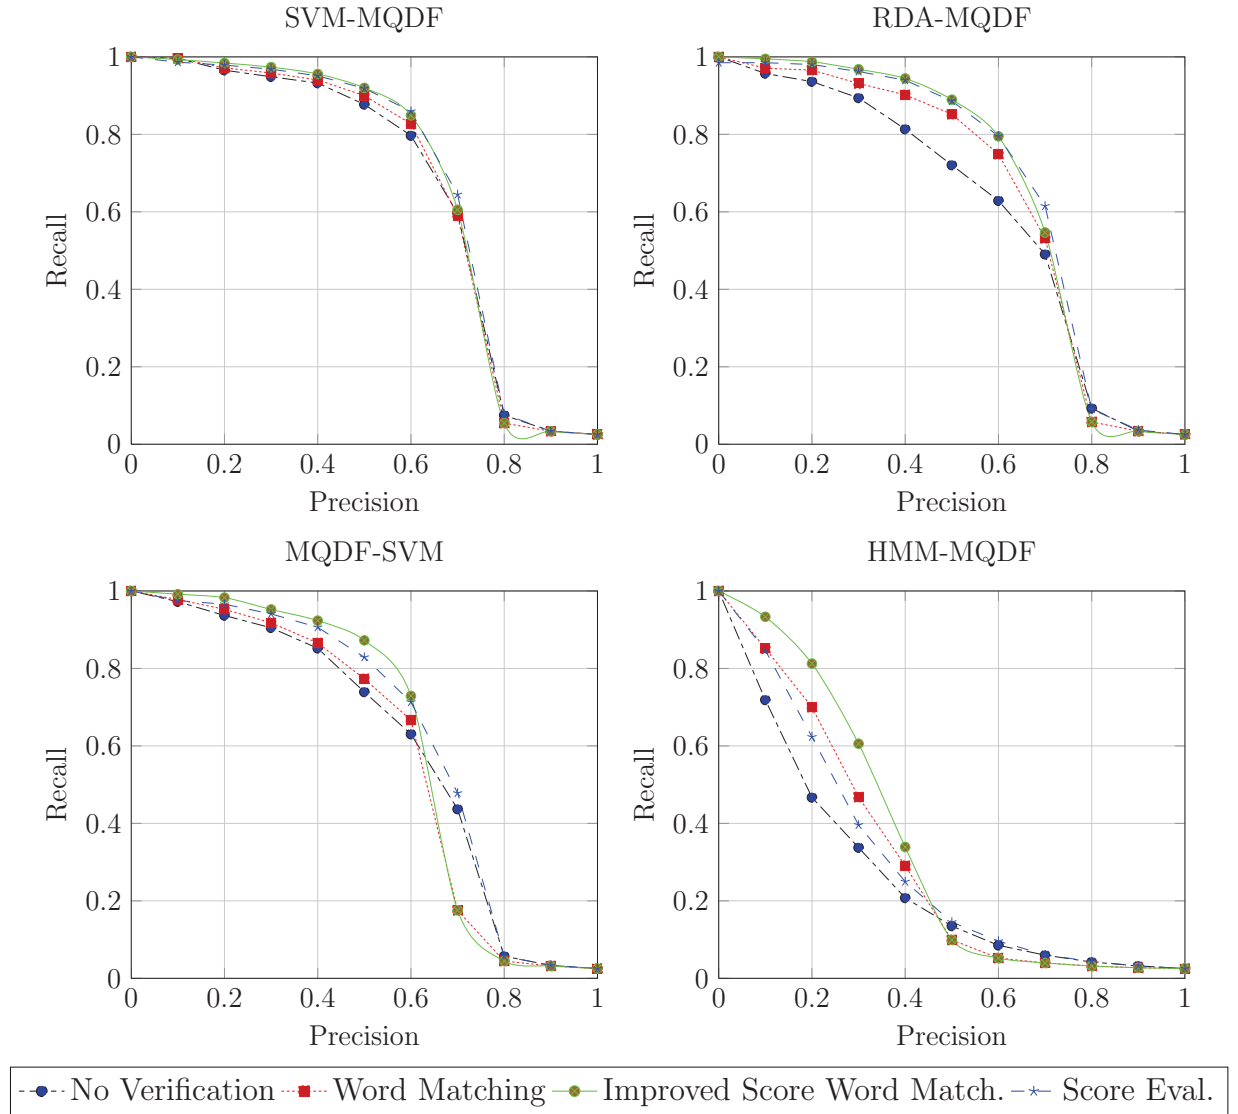 SVM-MQDF
RDA-MQDF
1
0.8
0.6
0.4
0.2
0
Recall
0 0.2 0.4 0.6 0.8 1
Precision
1
0.8
0.6
0.4
0.2
0
Recall
0 0.2 0.4 0.6 0.8 1
Precision
MQDF-SVM
HMM-MQDF
1
0.8
0.6
0.4
0.2
0
Recall
0 0.2 0.4 0.6 0.8 1
Precision
1
0.8
0.6
0.4
0.2
0
Recall
0 0.2 0.4 0.6 0.8 1
Precision
No Verification Word Matching Improved Score Word Match. Score Eval.